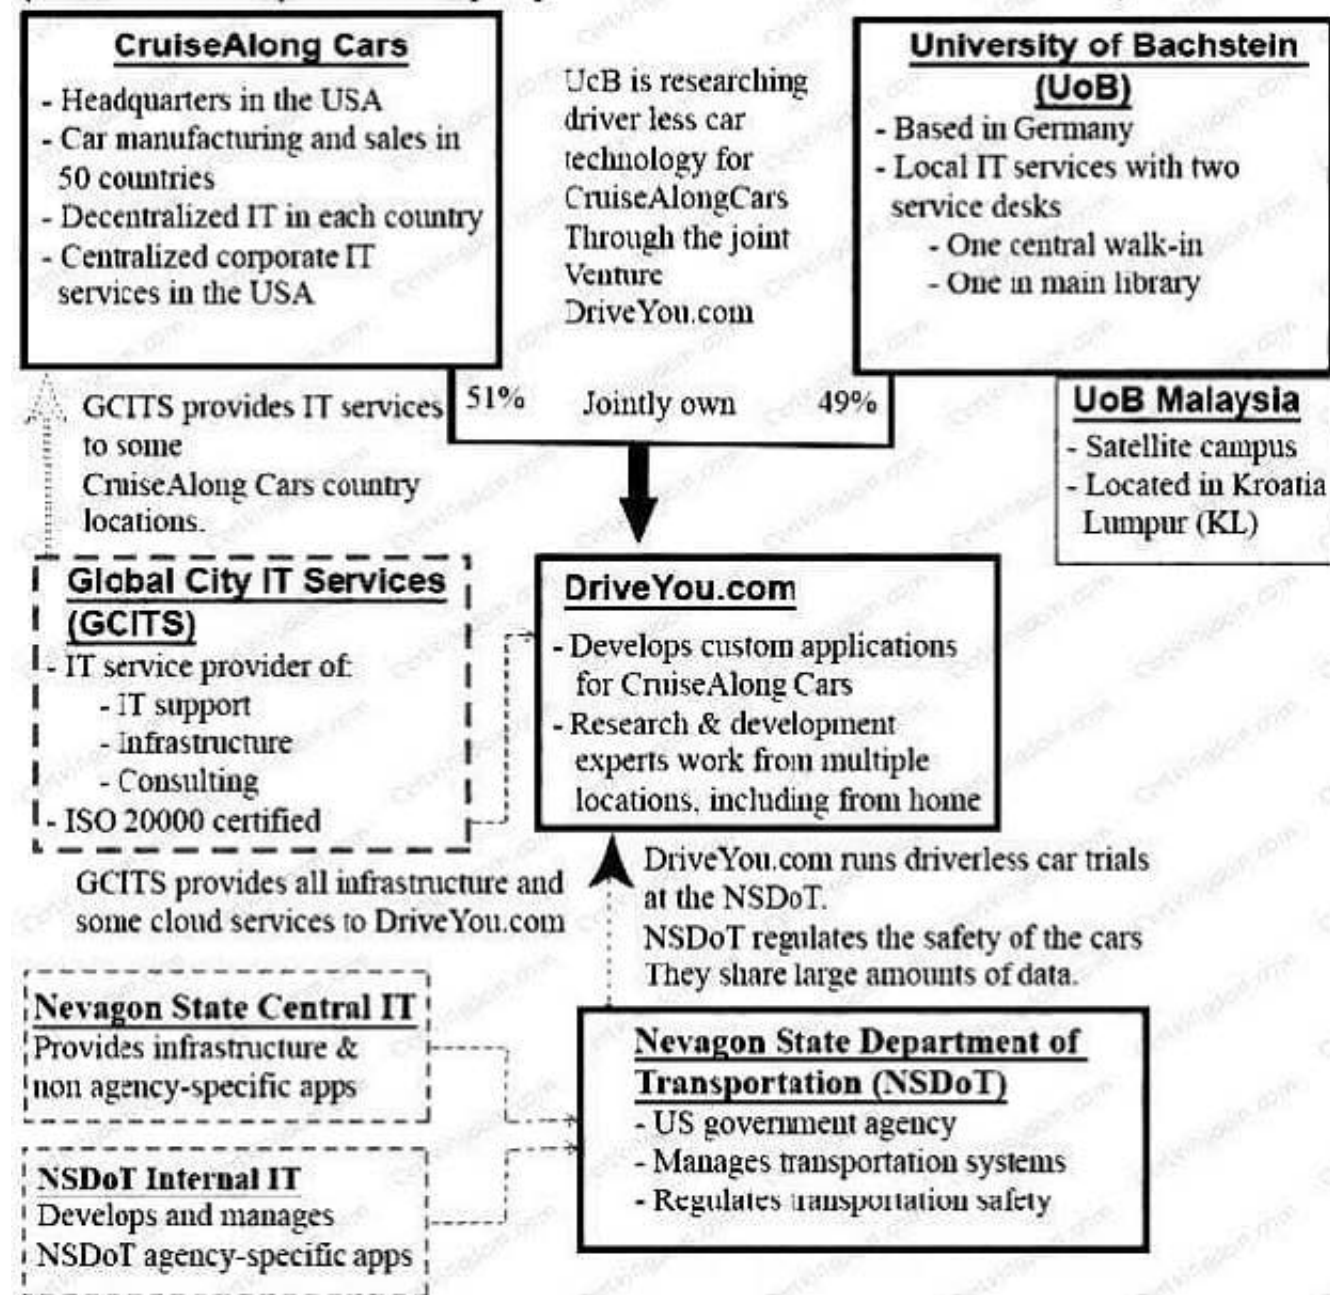 CruiseAlong Cars
- Headquarters in the USA
- Car manufacturing and sales in
50 countries
- Decentralized IT in each country
- Centralized corporate IT
services in the USA
UcB is researching
driver less car
technology for
CruiseAlongCars
Through the joint
Venture
DriveYou.com
University of Bachstein
(UoB)
- Based in Germany
- Local IT services with two
service desks
- One central walk-in
- One in main library
51% Jointly own 49%
UoB Malaysia
- Satellite campus
- Located in Kroatia
Lumpur (KL)
GCITS provides IT services
to some
CruiseAlong Cars country
locations.
Global City IT Services
(GCITS)
- IT service provider of:
- IT support
- Infrastructure
- Consulting
- ISO 20000 certified
DriveYou.com
- Develops custom applications
for CruiseAlong Cars
- Research & development
experts work from multiple
locations, including from home
GCITS provides all infrastructure and
some cloud services to DriveYou.com
DriveYou.com runs driverless car trials
at the NSDoT.
NSDoT regulates the safety of the cars
They share large amounts of data.
Nevagon State Central IT
Provides infrastructure &
non agency-specific apps
NSDoT Internal IT
Develops and manages
NSDoT agency-specific apps
Nevagon State Department of
Transportation (NSDoT)
- US government agency
- Manages transportation systems
- Regulates transportation safety